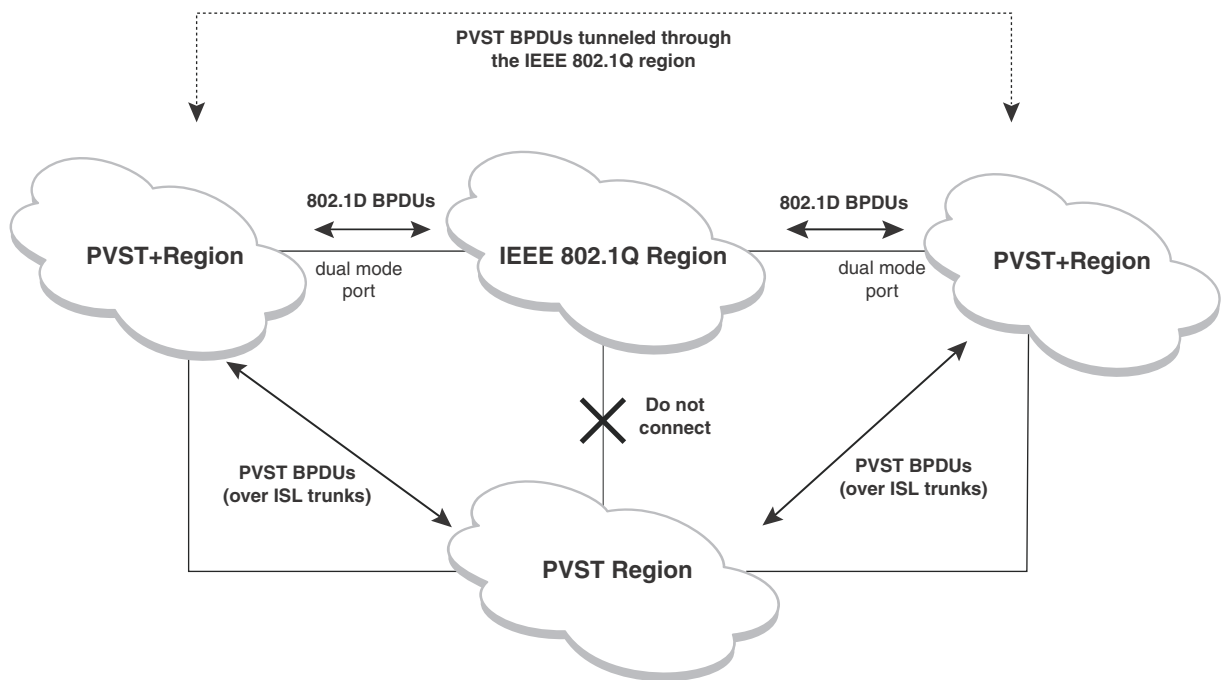 PVST BPDUs tunneled through
the IEEE 802.1Q region
802.1D BPDUs
802.1D BPDUs
PVST+Region
IEEE 802.1Q Region
PVST+Region
dual mode
port
dual mode
port
Do not
connect
PVST BPDUs
(over ISL trunks)
PVST BPDUs
(over ISL trunks)
PVST Region